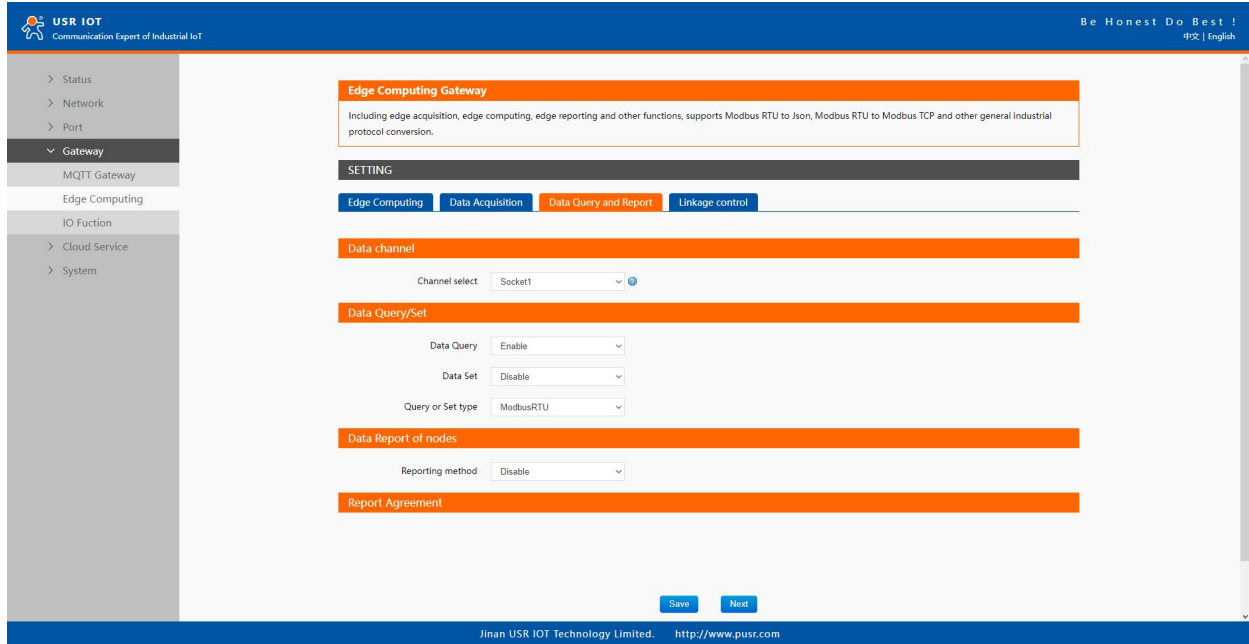 USR IOT
Communication Expert of Industrial IoT
Be Honest Do Best !
中文 | English
Status
Network
Port
Gateway
MQTT Gateway
Edge Computing
IO Fuction
Cloud Service
System
Edge Computing Gateway
Including edge acquisition, edge computing, edge reporting and other functions, supports Modbus RTU to Json, Modbus RTU to Modbus TCP and other general industrial
protocol conversion.
SETTING
Edge Computing Data Acquisition Data Query and Report Linkage control
Data channel
Channel select Socket1
Data Query/Set
Data Query Enable
Data Set Disable
Query or Set type ModbusRTU
Data Report of nodes
Reporting method Disable
Report Agreement
Save Next
Jinan USR IOT Technology Limited. http://www.pusr.com